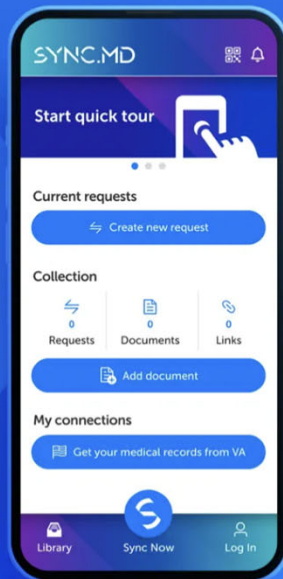 SYNC.MD
Start quick tour
Current requests
Create new request
Collection
0 0 0
Requests Documents Links
Add document
My connections
Get your medical records from VA
Library Sync Now Log In